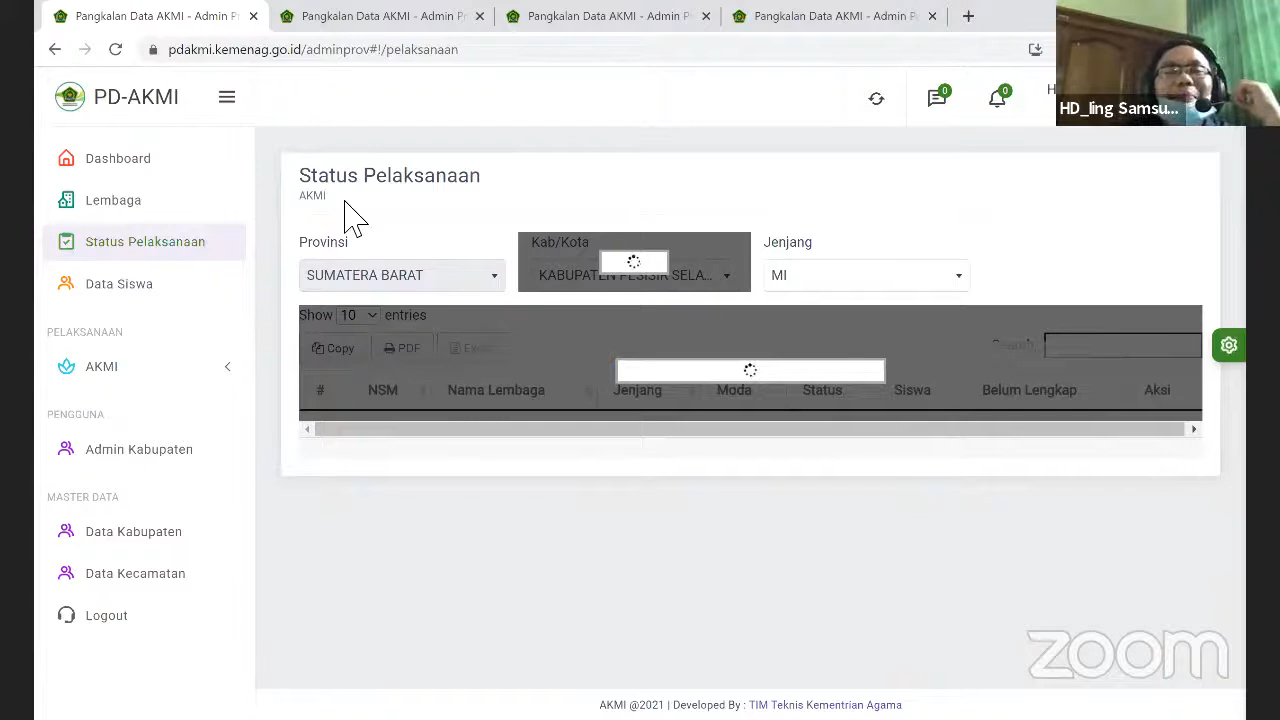 Pangkalan Data AKMI - Admin P
Pangkalan Data AKMI - Admin P
Pangkalan Data AKMI - Admin P
Pangkalan Data AKMI - Admin P
pdakmi.kemenag.go.id/adminprov#!/pelaksanaan
HD_Iing Samsu...
PD-AKMI
0
0
H
Dashboard
Lembaga
Status Pelaksanaan
Data Siswa
PELAKSANAAN
AKMI
PENGGUNA
Admin Kabupaten
MASTER DATA
Data Kabupaten
Data Kecamatan
Logout
Status Pelaksanaan
AKMI
Provinsi
Kab/Kota
Jenjang
SUMATERA BARAT
KABUPATEN PESISIR SELA...
MI
Show 10 entries
Copy
PDF
Search
# NSM Nama Lembaga Jenjang Moda Status Siswa Belum Lengkap Aksi
zoom
AKMI @2021 | Developed By : TIM Teknis Kementrian Agama